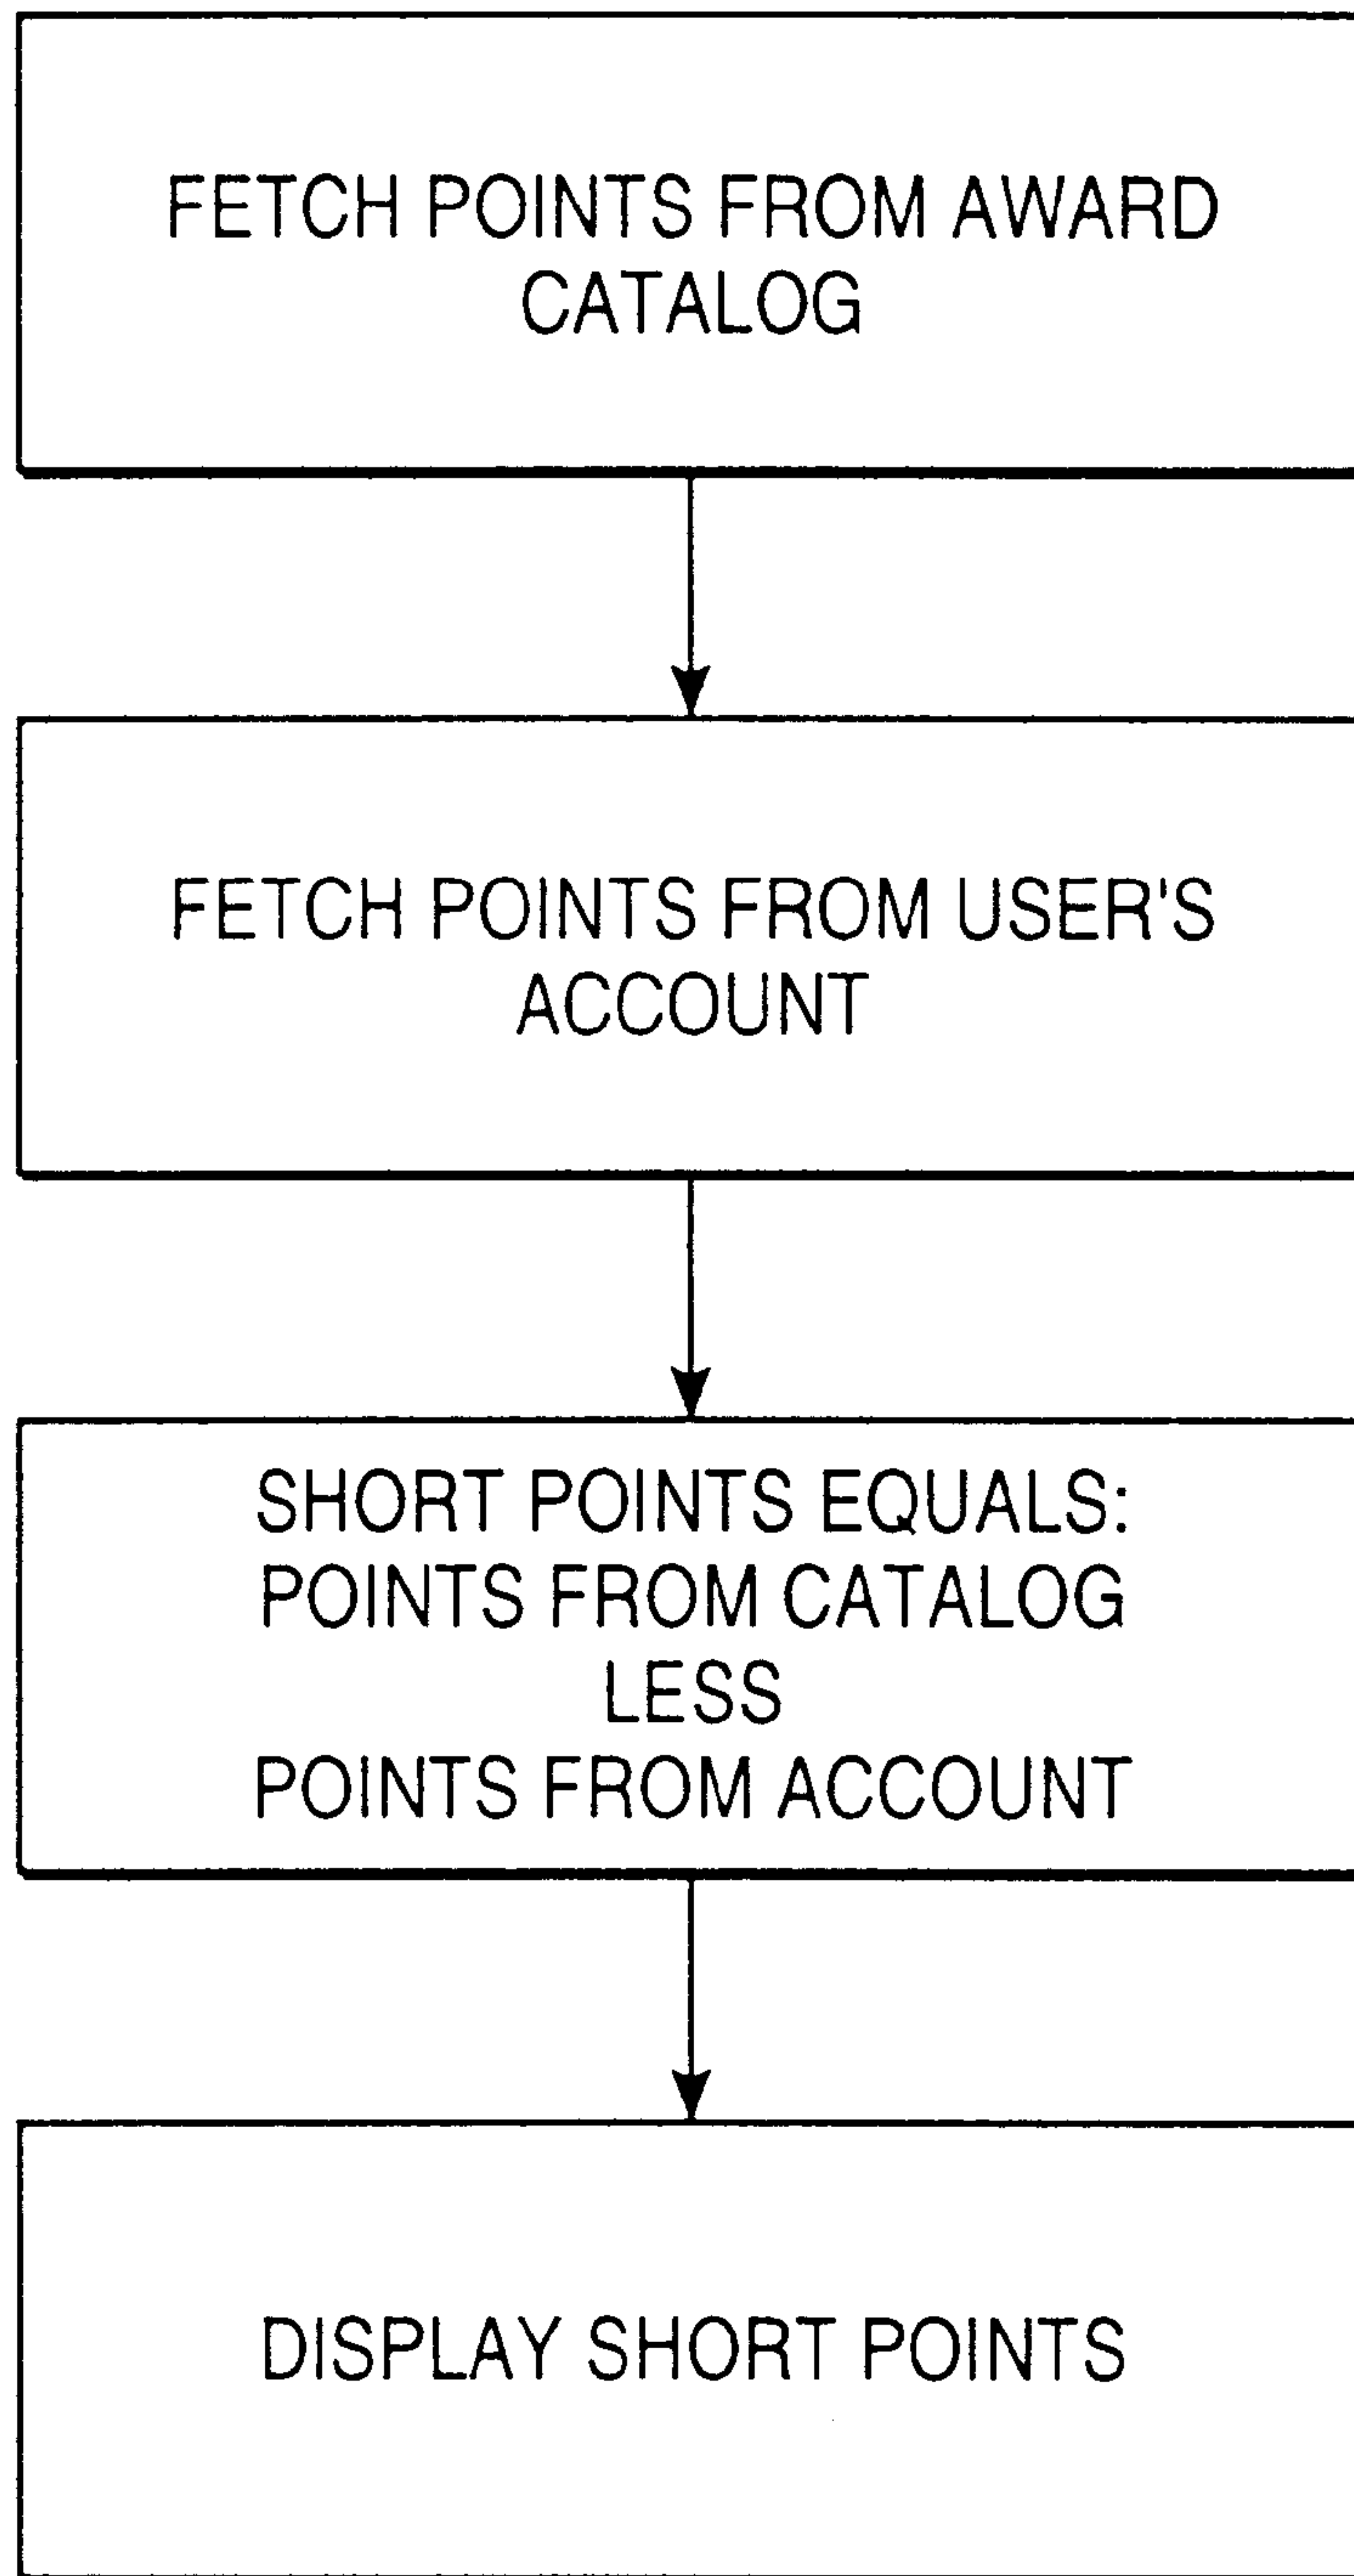 FETCH POINTS FROM AWARD
CATALOG
FETCH POINTS FROM USER'S
ACCOUNT
SHORT POINTS EQUALS:
POINTS FROM CATALOG
LESS
POINTS FROM ACCOUNT
DISPLAY SHORT POINTS